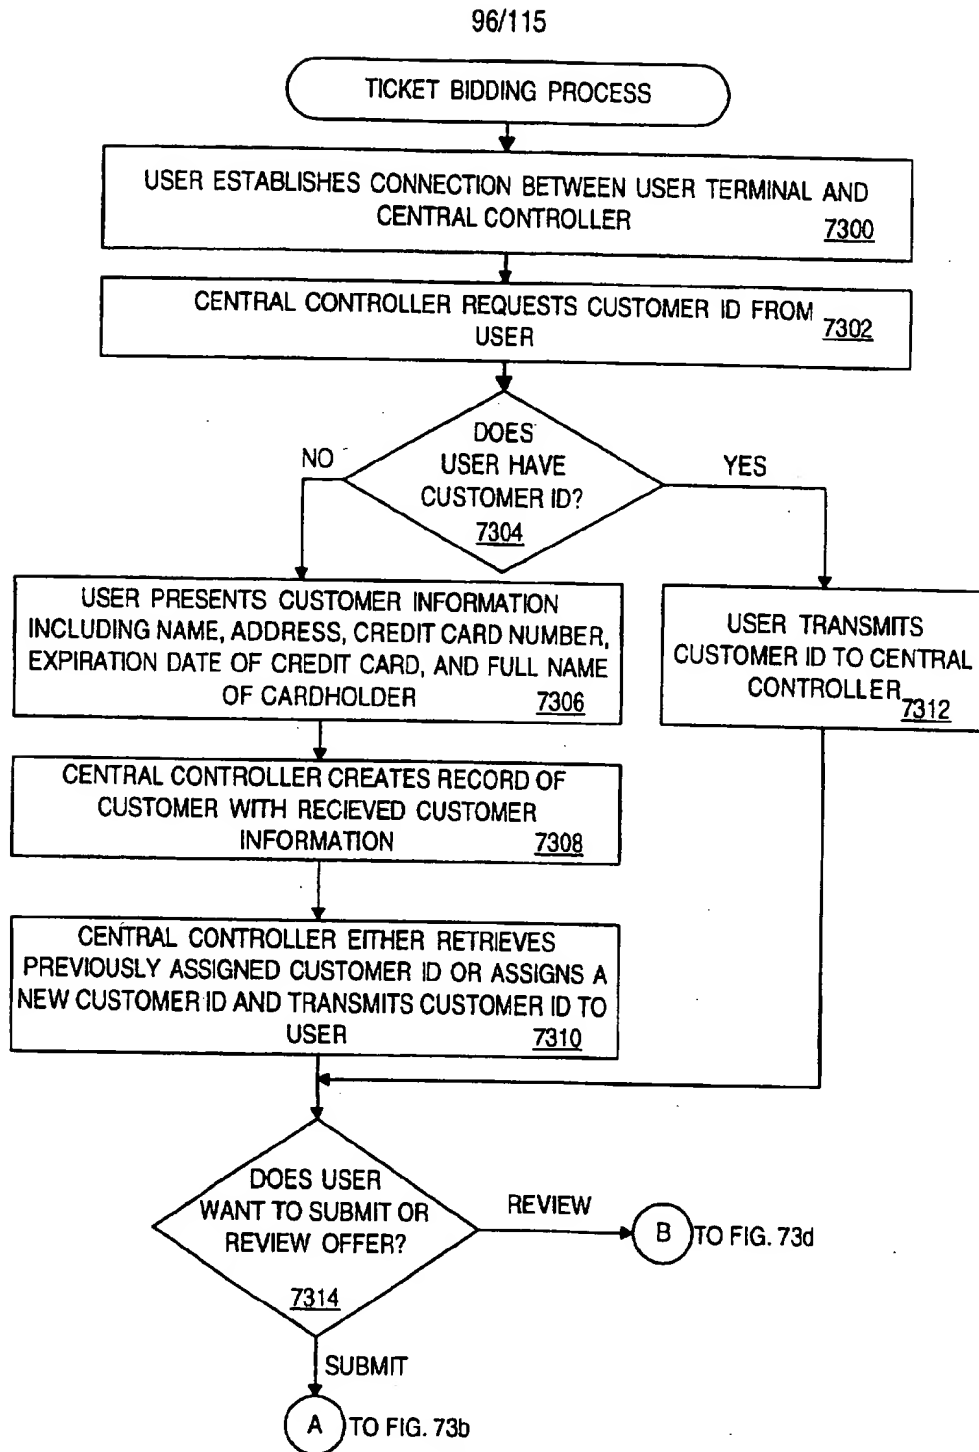 96/115
TICKET BIDDING PROCESS
USER ESTABLISHES CONNECTION BETWEEN USER TERMINAL AND
CENTRAL CONTROLLER 7300
CENTRAL CONTROLLER REQUESTS CUSTOMER ID FROM
USER 7302
DOES
USER HAVE
CUSTOMER ID?
7304
NO
YES
USER PRESENTS CUSTOMER INFORMATION
INCLUDING NAME, ADDRESS, CREDIT CARD NUMBER,
EXPIRATION DATE OF CREDIT CARD, AND FULL NAME
OF CARDHOLDER 7306
USER TRANSMITS
CUSTOMER ID TO CENTRAL
CONTROLLER 7312
CENTRAL CONTROLLER CREATES RECORD OF
CUSTOMER WITH RECIEVED CUSTOMER
INFORMATION 7308
CENTRAL CONTROLLER EITHER RETRIEVES
PREVIOUSLY ASSIGNED CUSTOMER ID OR ASSIGNS A
NEW CUSTOMER ID AND TRANSMITS CUSTOMER ID TO
USER 7310
DOES USER
WANT TO SUBMIT OR
REVIEW OFFER?
7314
REVIEW
B TO FIG. 73d
SUBMIT
A TO FIG. 73b